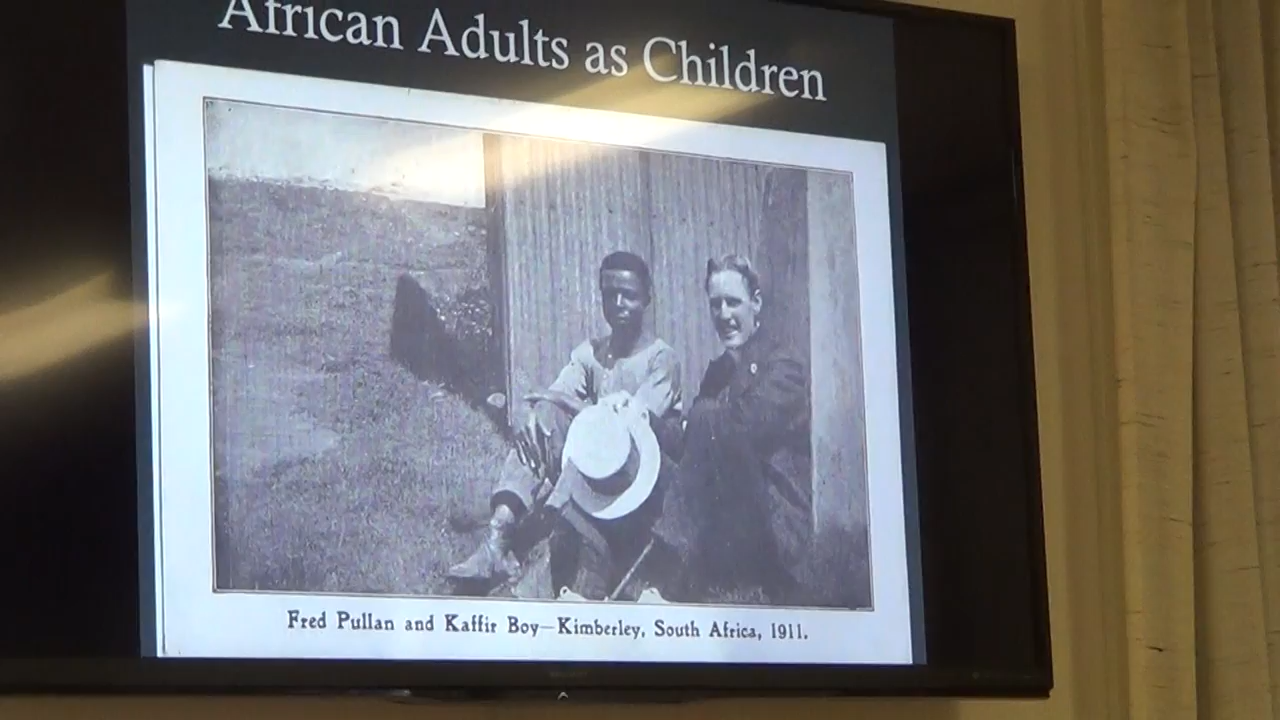 African Adults as Children
Fred Pullan and Kaffir Boy—Kimberley, South Africa, 1911.